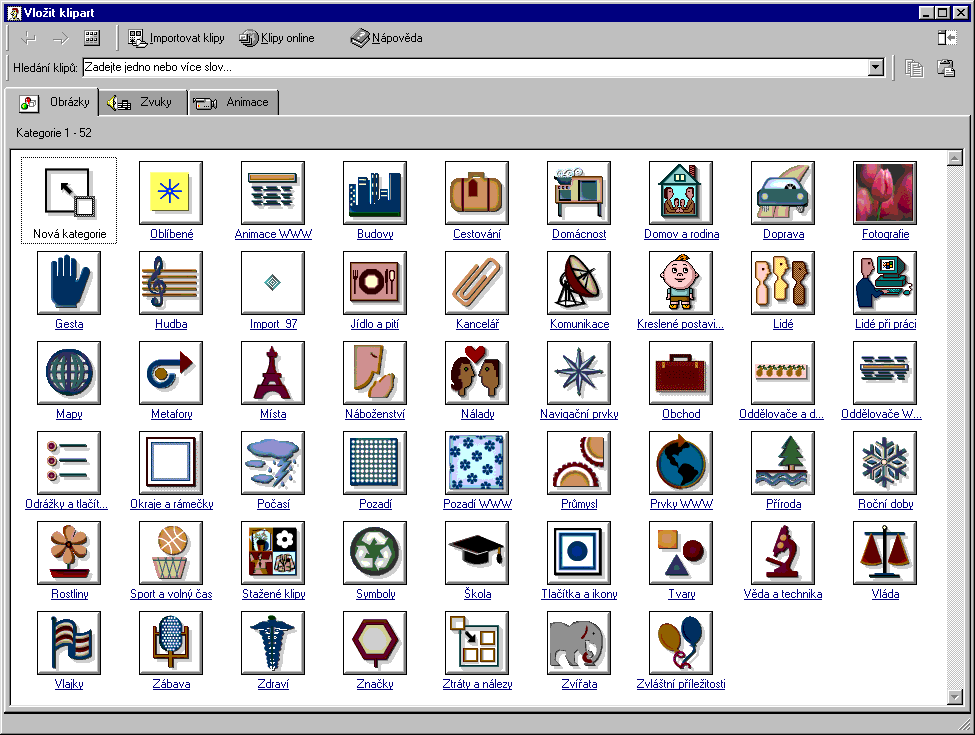 Vložit klipart
Importovat klipy Klipy online Nápověda
Hledání klipů: Zadejte jedno nebo více slov...
Obrázky Zvuky Animace
Kategorie 1 - 52
Nová kategorie Oblíbené Animace WWW Budovy Cestování Domácnost Domov a rodina Doprava Fotografie
Gesta Hudba Import_97 Jídlo a pití Kancelář Komunikace Kreslené postavi... Lidé Lidé při práci
Mapy Metafory Místa Náboženství Nálady Navigační prvky Obchod Oddělovače a d... Oddělovače W...
Odrážky a tlačít... Okraje a rámečky Počasí Pozadí Pozadí WWW Průmysl Prvky WWW Příroda Roční doby
Rostliny Sport a volný čas Stažené klipy Symboly Škola Tlačítka a ikony Tvary Věda a technika Vláda
Vlajky Zábava Zdraví Značky Ztráty a nálezy Zvířata Zvláštní příležitosti